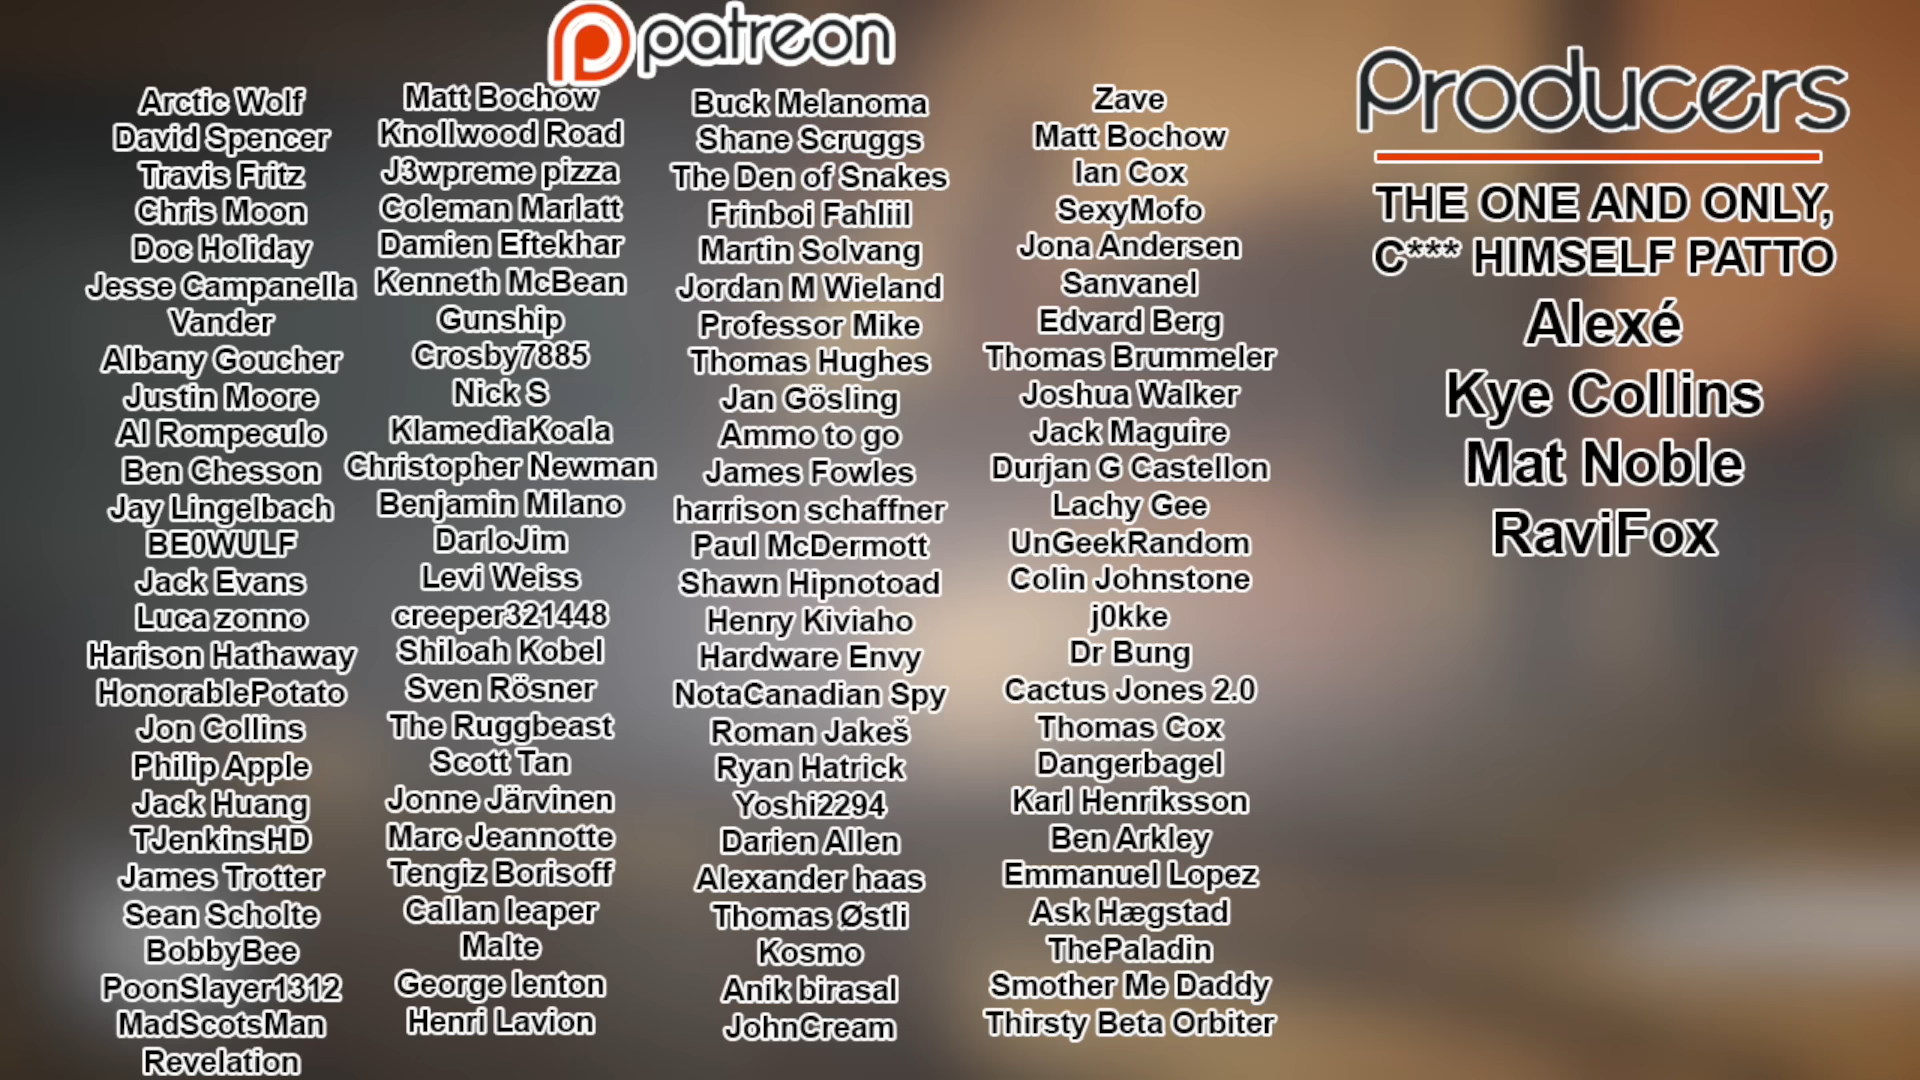 patreon
Arctic Wolf
David Spencer
Travis Fritz
Chris Moon
Doc Holiday
Jesse Campanella
Vander
Albany Goucher
Justin Moore
Al Rompeculo
Ben Chesson
Jay Lingelbach
BE0WULF
Jack Evans
Luca zonno
Harison Hathaway
HonorablePotato
Jon Collins
Philip Apple
Jack Huang
TJenkinsHD
James Trotter
Sean Scholte
BobbyBee
PoonSlayer1312
MadScotsMan
Revelation
Matt Bochow
Knollwood Road
J3wpreme pizza
Coleman Marlatt
Damien Eftekhar
Kenneth McBean
Gunship
Crosby7885
Nick S
KlamediaKoala
Christopher Newman
Benjamin Milano
DarloJim
Levi Weiss
creeper321448
Shiloah Kobel
Sven Rösner
The Ruggbeast
Scott Tan
Jonne Järvinen
Marc Jeannotte
Tengiz Borisoff
Callan leaper
Malte
George lenton
Henri Lavion
Buck Melanoma
Shane Scruggs
The Den of Snakes
Frinboi Fahliil
Martin Solvang
Jordan M Wieland
Professor Mike
Thomas Hughes
Jan Gösling
Ammo to go
James Fowles
harrison schaffner
Paul McDermott
Shawn Hipnotoad
Henry Kiviaho
Hardware Envy
NotaCanadian Spy
Roman Jakeš
Ryan Hatrick
Yoshi2294
Darien Allen
Alexander haas
Thomas Østli
Kosmo
Anik birasal
JohnCream
Zave
Matt Bochow
Ian Cox
SexyMofo
Jona Andersen
Sanvanel
Edvard Berg
Thomas Brummeler
Joshua Walker
Jack Maguire
Durjan G Castellon
Lachy Gee
UnGeekRandom
Colin Johnstone
j0kke
Dr Bung
Cactus Jones 2.0
Thomas Cox
Dangerbagel
Karl Henriksson
Ben Arkley
Emmanuel Lopez
Ask Hægstad
ThePaladin
Smother Me Daddy
Thirsty Beta Orbiter
Producers
THE ONE AND ONLY,
C*** HIMSELF PATTO
Alexé
Kye Collins
Mat Noble
RaviFox